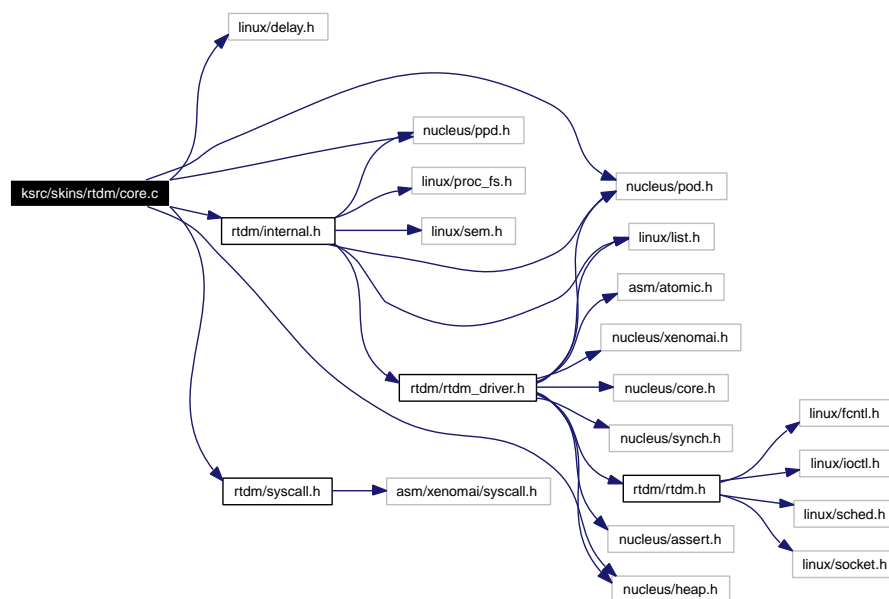 linux/delay.h
nucleus/ppd.h
linux/proc_fs.h
nucleus/pod.h
ksrc/skins/rtdm/core.c
rtdm/internal.h
linux/sem.h
linux/list.h
asm/atomic.h
nucleus/xenomai.h
rtdm/rtdm_driver.h
nucleus/core.h
linux/fcntl.h
nucleus/synch.h
linux/ioctl.h
rtdm/syscall.h
asm/xenomai/syscall.h
rtdm/rtdm.h
linux/sched.h
nucleus/assert.h
linux/socket.h
nucleus/heap.h